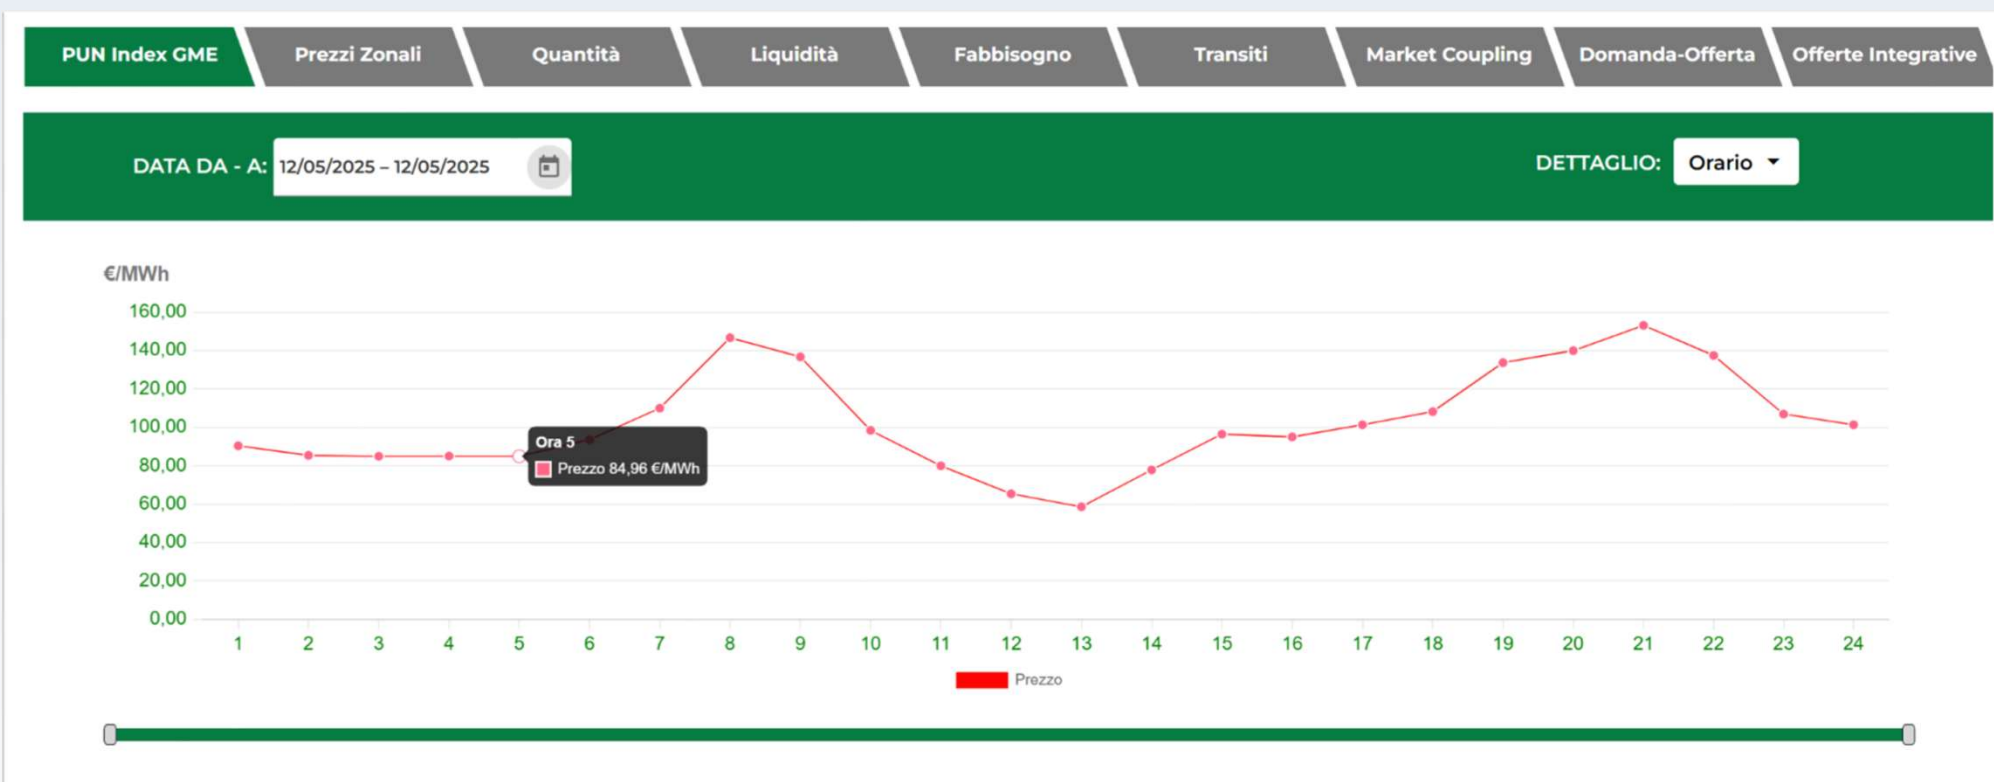 PUN Index GME
Prezzi Zonali
Quantità
Liquidità
Fabbisogno
Transiti
Market Coupling
Domanda-Offerta
Offerte Integrative
DATA DA - A: 12/05/2025 – 12/05/2025
DETTAGLIO: Orario
€/MWh
160,00
140,00
120,00
100,00
80,00
60,00
40,00
20,00
0,00
Ora 5
Prezzo 84,96 €/MWh
1 2 3 4 5 6 7 8 9 10 11 12 13 14 15 16 17 18 19 20 21 22 23 24
Prezzo